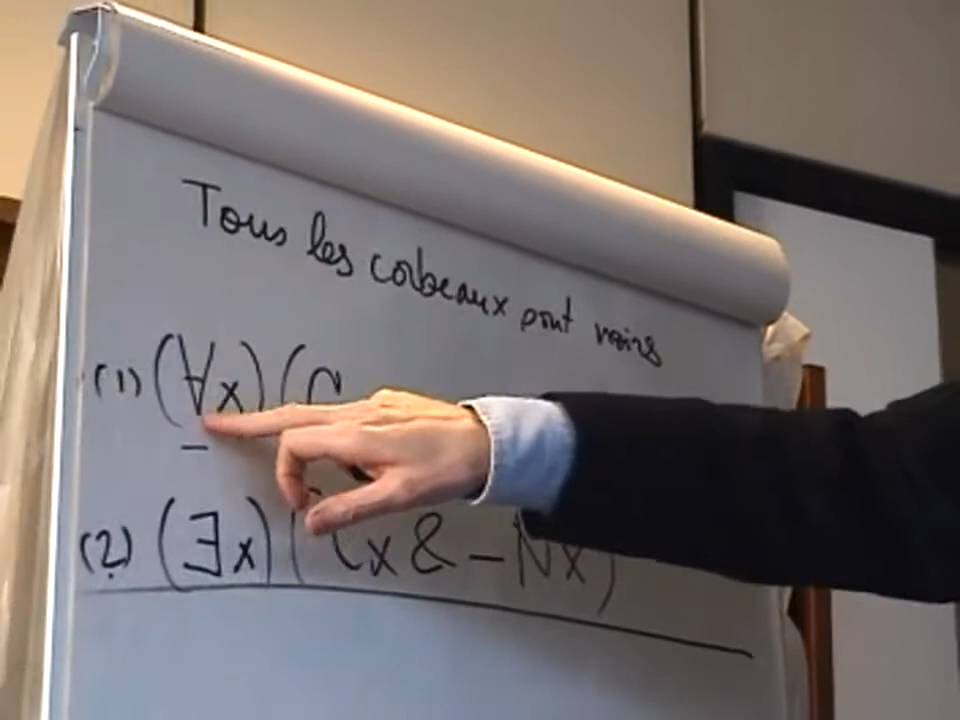 Tous les corbeaux sont noirs
(1) (∀x) (C
(2) (∃x) (Cx & – Nx)